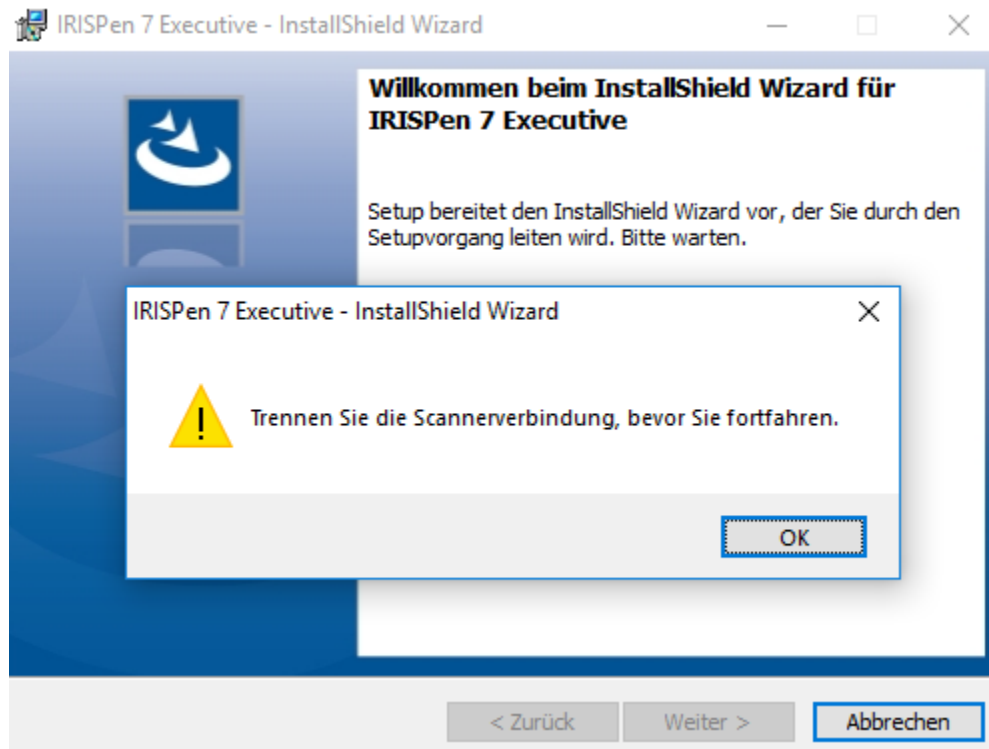 IRISPen 7 Executive - InstallShield Wizard
Willkommen beim InstallShield Wizard für
IRISPen 7 Executive
Setup bereitet den InstallShield Wizard vor, der Sie durch den
Setupvorgang leiten wird. Bitte warten.
IRISPen 7 Executive - InstallShield Wizard
Trennen Sie die Scannerverbindung, bevor Sie fortfahren.
OK
< Zurück
Weiter >
Abbrechen